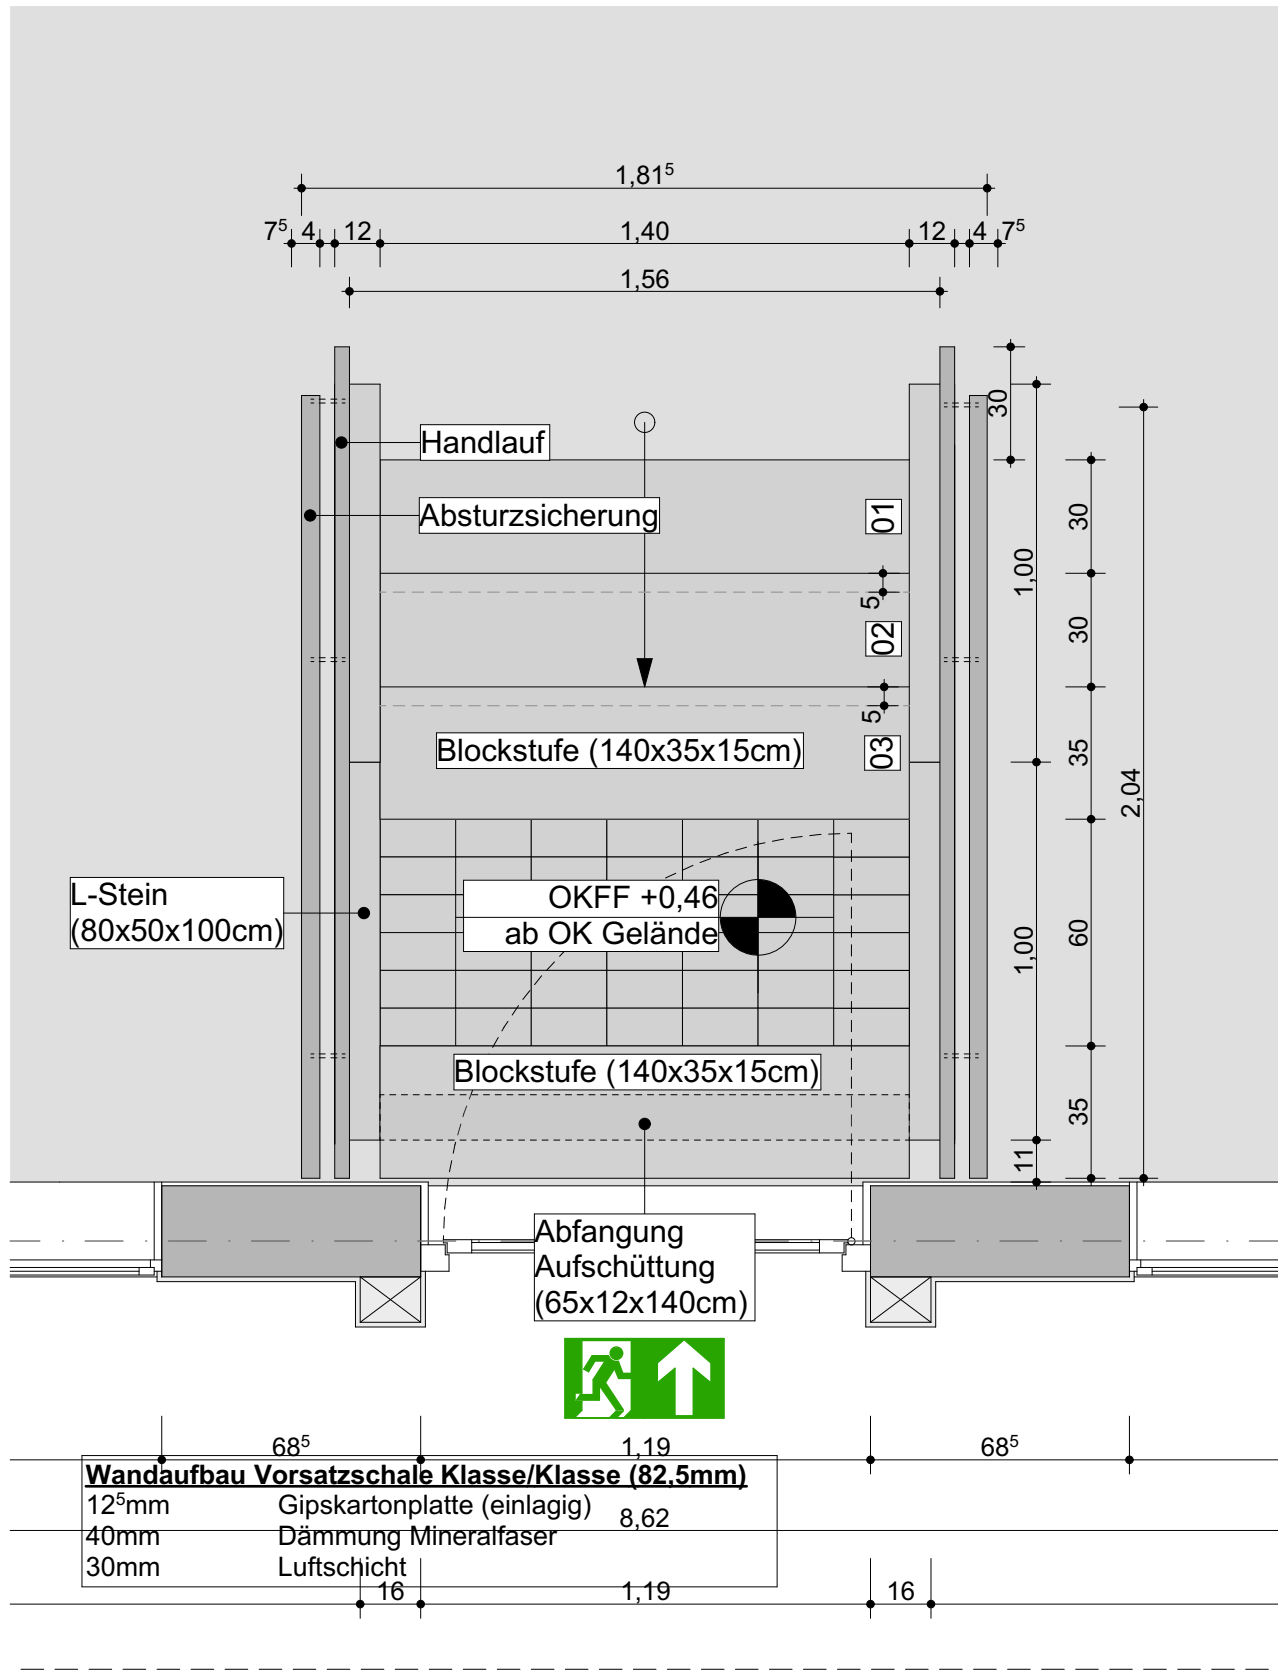 1,81⁵
7⁵ 4 12 1,40 12 4 7⁵
1,56
30
Handlauf
Absturzsicherung
01
30
1,00
5
02
30
5
03
35
Blockstufe (140x35x15cm)
2,04
L-Stein
(80x50x100cm)
OKFF +0,46
ab OK Gelände
1,00
60
Blockstufe (140x35x15cm)
35
11
Abfangung
Aufschüttung
(65x12x140cm)
68⁵ 1,19 68⁵
Wandaufbau Vorsatzschale Klasse/Klasse (82,5mm)
12⁵mm Gipskartonplatte (einlagig)
8,62
40mm Dämmung Mineralfaser
30mm Luftschicht
16 1,19 16